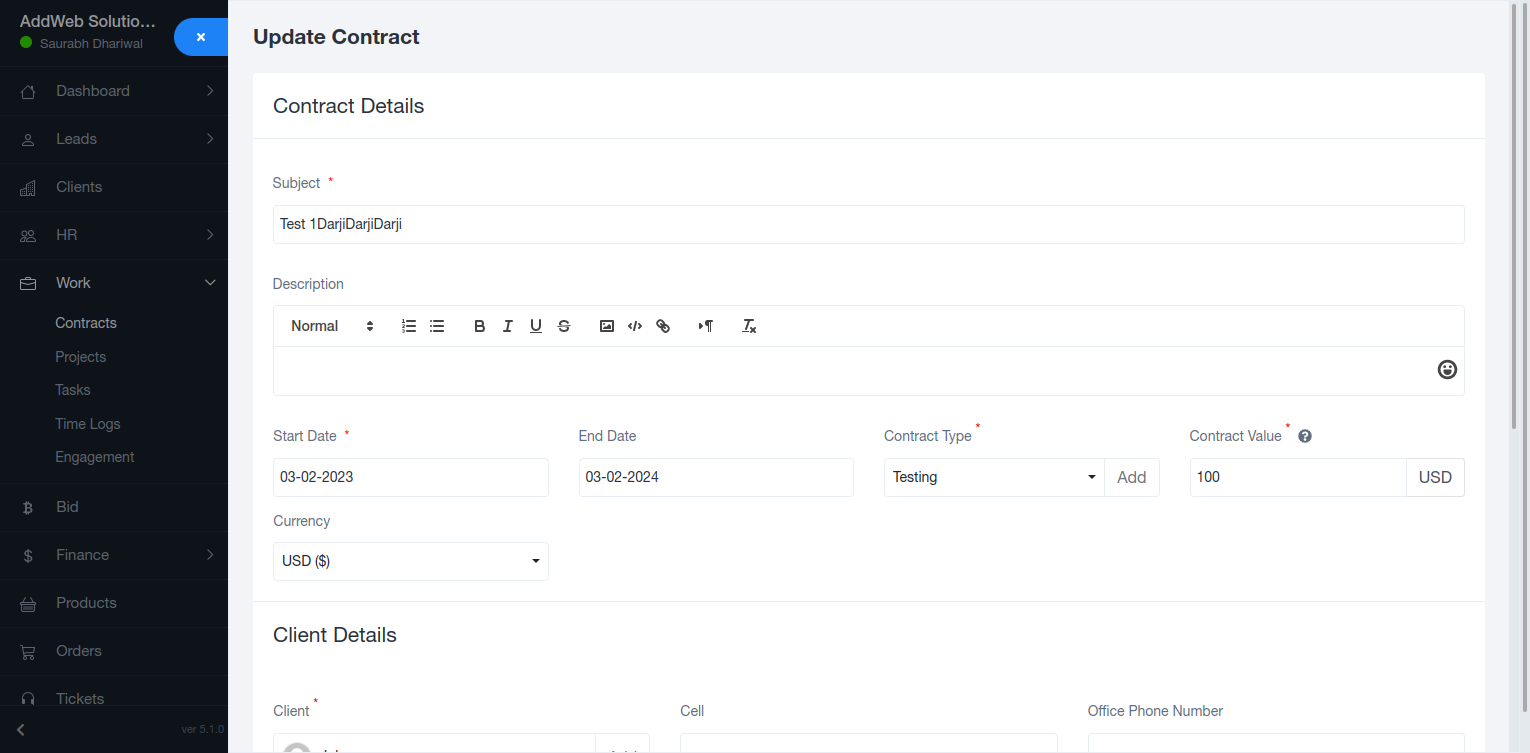 AddWeb Solutio...
Saurabh Dhariwal
Dashboard
Leads
Clients
HR
Work
Contracts
Projects
Tasks
Time Logs
Engagement
Bid
Finance
Products
Orders
Tickets
ver 5.1.0
Update Contract
Contract Details
Subject *
Test 1DarjiDarjiDarji
Description
Normal
Start Date * End Date Contract Type * Contract Value *
03-02-2023 03-02-2024 Testing Add 100 USD
Currency
USD ($)
Client Details
Client * Cell Office Phone Number